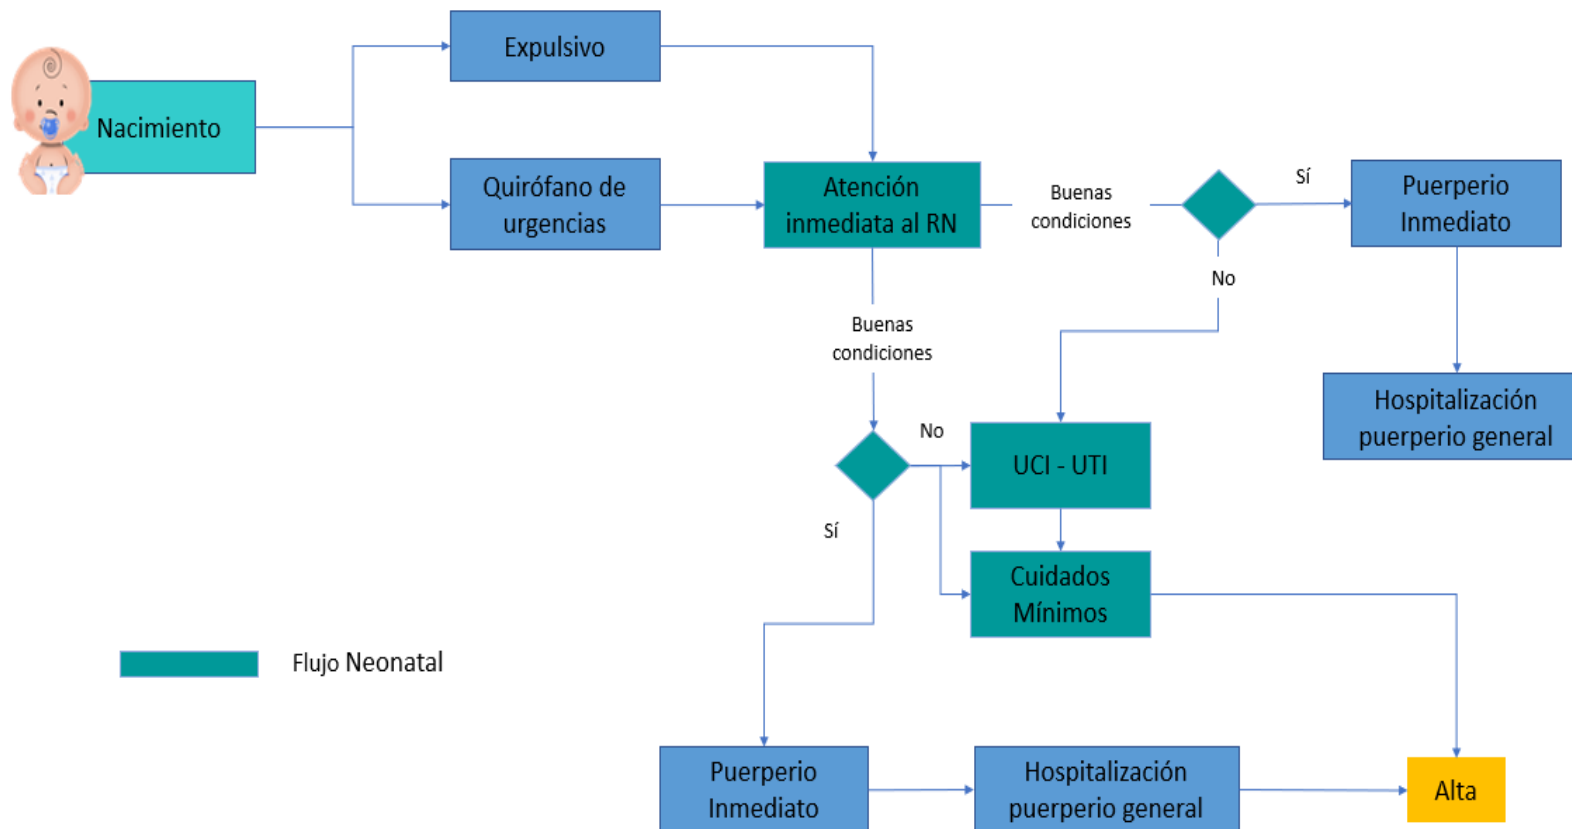 Expulsivo
Nacimiento
Quirófano de
urgencias
Atención
inmediata al RN
Buenas
condiciones
Sí
Puerperio
Inmediato
No
Buenas
condiciones
Hospitalización
puerperio general
No
UCI - UTI
Sí
Cuidados
Mínimos
Flujo Neonatal
Puerperio
Inmediato
Hospitalización
puerperio general
Alta